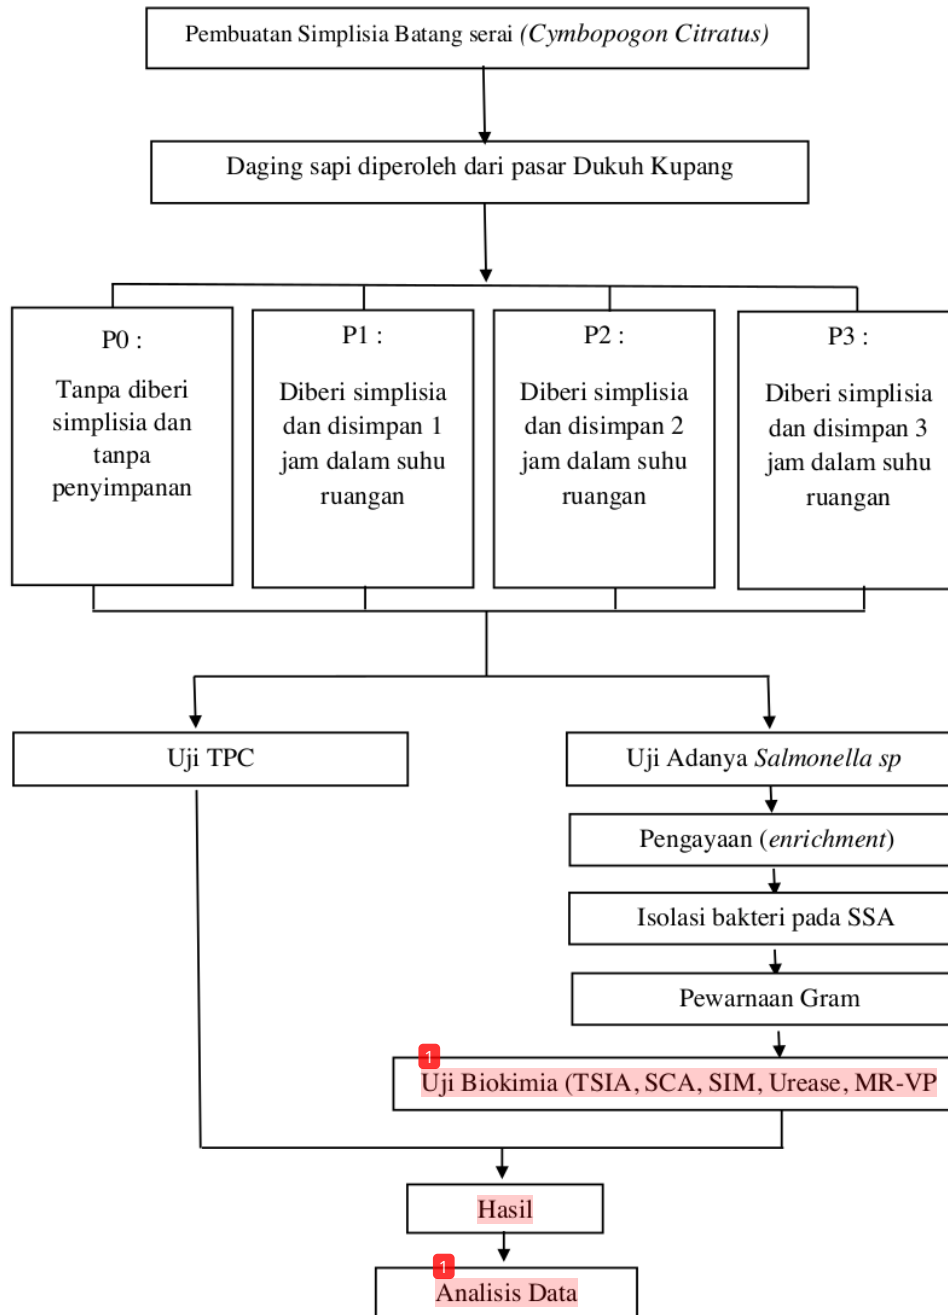 Pembuatan Simplisia Batang serai (Cymbopogon Citratus)
Daging sapi diperoleh dari pasar Dukuh Kupang
P0 :
Tanpa diberi
simplisia dan
tanpa
penyimpanan
P1 :
Diberi simplisia
dan disimpan 1
jam dalam suhu
ruangan
P2 :
Diberi simplisia
dan disimpan 2
jam dalam suhu
ruangan
P3 :
Diberi simplisia
dan disimpan 3
jam dalam suhu
ruangan
Uji TPC
Uji Adanya Salmonella sp
Pengayaan (enrichment)
Isolasi bakteri pada SSA
Pewarnaan Gram
1
Uji Biokimia (TSIA, SCA, SIM, Urease, MR-VP
Hasil
1
Analisis Data